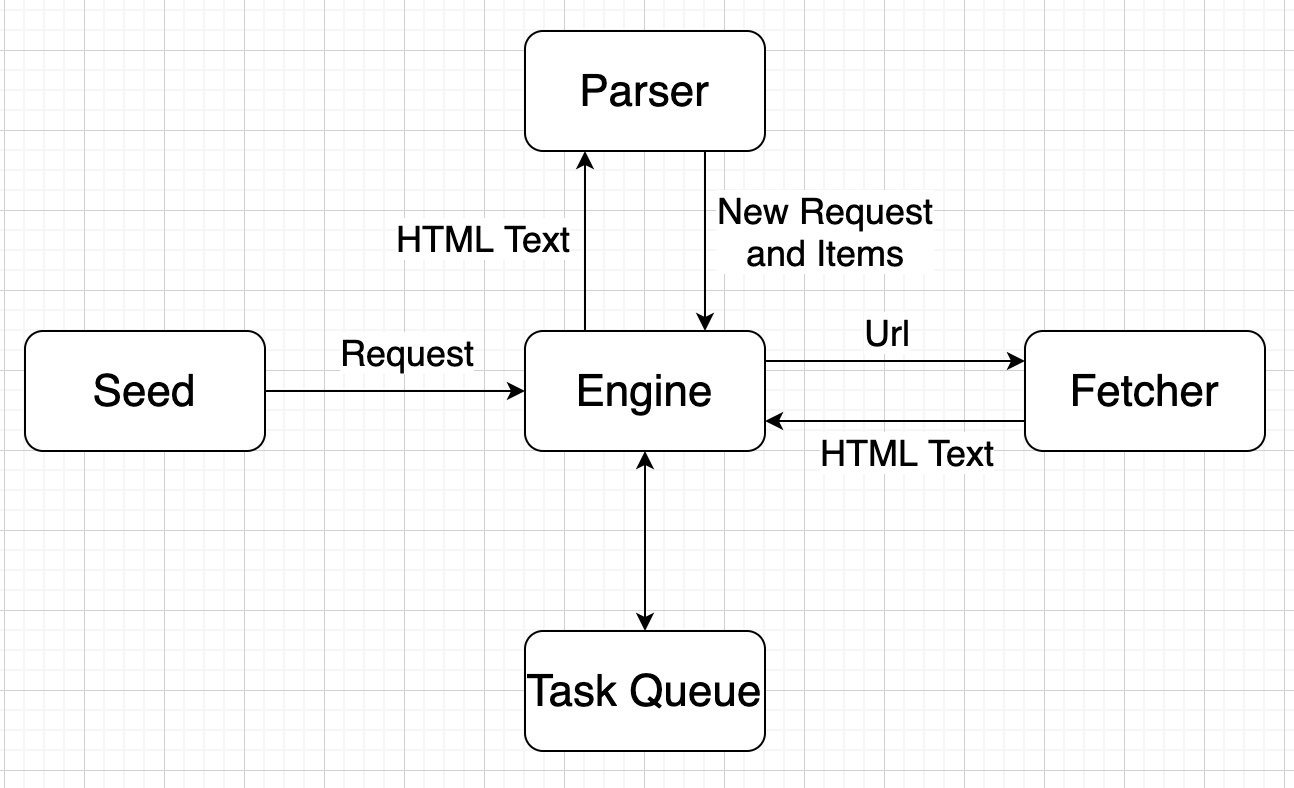 Parser
HTML Text
New Request
and Items
Seed
Request
Engine
Url
HTML Text
Fetcher
Task Queue